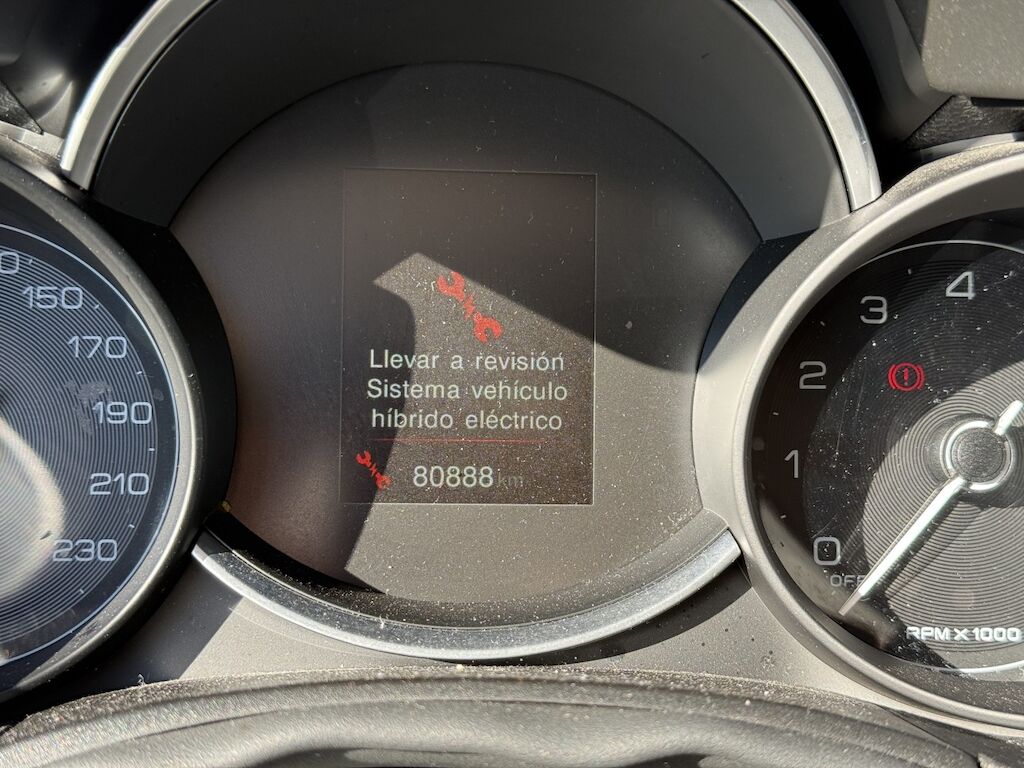 Llevar a revisión
Sistema vehículo
híbrido eléctrico
80888 km
150
170
190
210
230
4
3
2
1
0
OFF
RPM X 1000